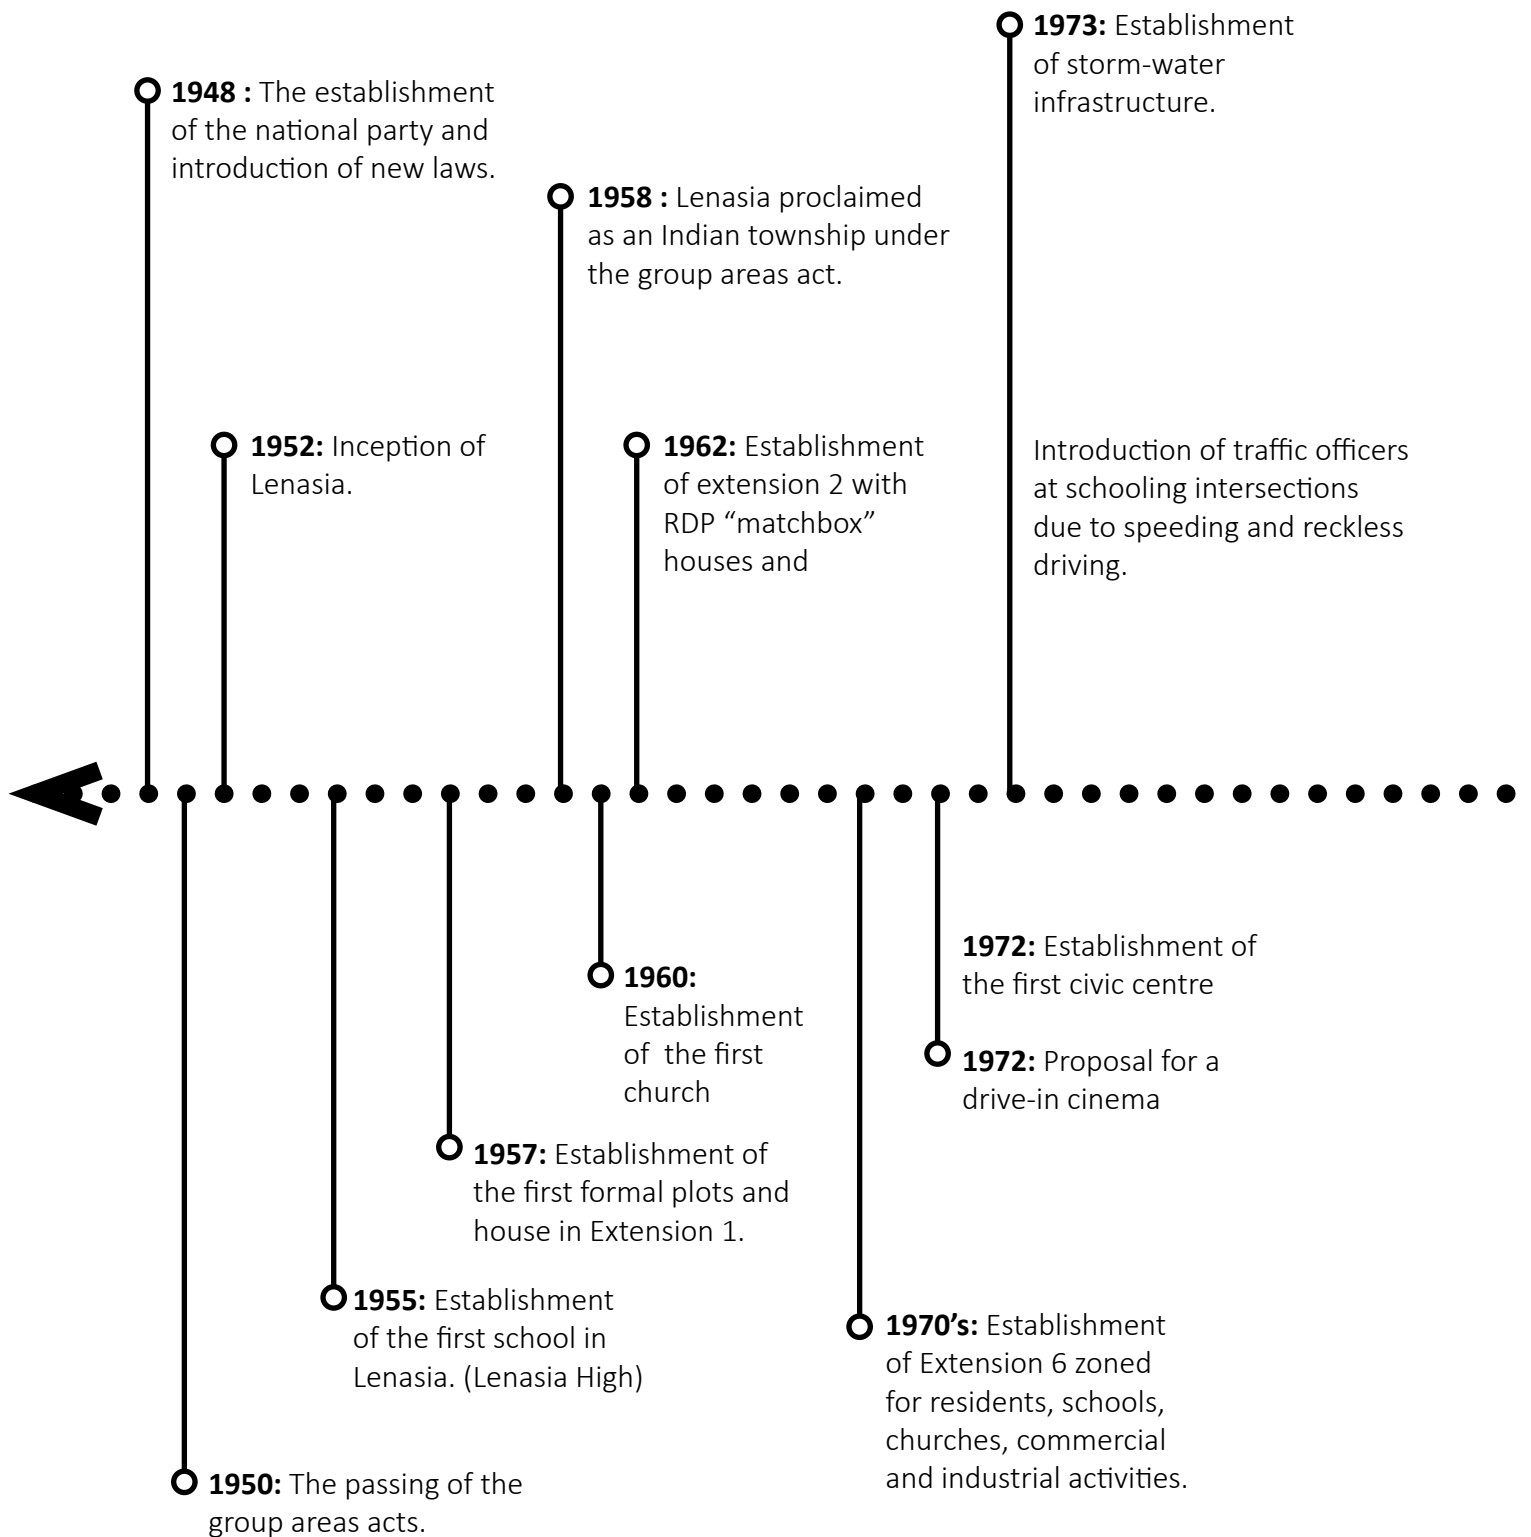 1973: Establishment
of storm-water
infrastructure.
1948 : The establishment
of the national party and
introduction of new laws.
1958 : Lenasia proclaimed
as an Indian township under
the group areas act.
1952: Inception of
Lenasia.
1962: Establishment
of extension 2 with
RDP “matchbox”
houses and
Introduction of traffic officers
at schooling intersections
due to speeding and reckless
driving.
1972: Establishment of
the first civic centre
1960:
Establishment
of  the first
church
1972: Proposal for a
drive-in cinema
1957: Establishment of
the first formal plots and
house in Extension 1.
1955: Establishment
of the first school in
Lenasia. (Lenasia High)
1970’s: Establishment
of Extension 6 zoned
for residents, schools,
churches, commercial
and industrial activities.
1950: The passing of the
group areas acts.